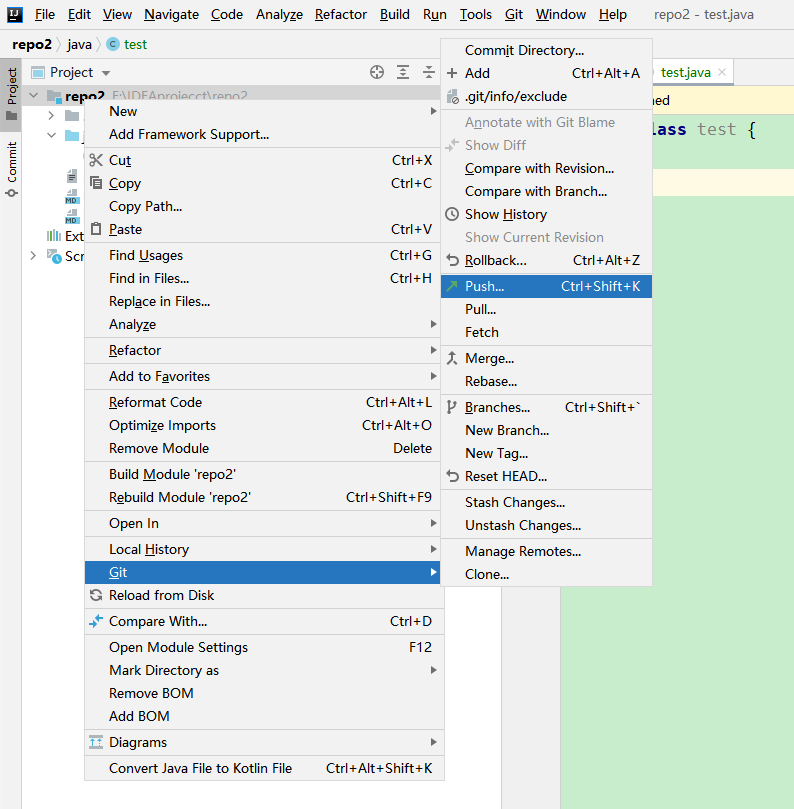 IJ File Edit View Navigate Code Analyze Refactor Build Run Tools Git Window Help repo2 - test.java
repo2 java C test
Project
Commit
Project
repo2 E:\IDEAprojecct\repo2
New
Add Framework Support...
Cut Ctrl+X
Copy Ctrl+C
Copy Path...
Paste Ctrl+V
Find Usages Ctrl+G
Find in Files... Ctrl+H
Replace in Files...
Analyze
Refactor
Add to Favorites
Reformat Code Ctrl+Alt+L
Optimize Imports Ctrl+Alt+O
Remove Module Delete
Build Module 'repo2'
Rebuild Module 'repo2' Ctrl+Shift+F9
Open In
Local History
Git
Reload from Disk
Compare With... Ctrl+D
Open Module Settings F12
Mark Directory as
Remove BOM
Add BOM
Diagrams
Convert Java File to Kotlin File Ctrl+Alt+Shift+K
MD
MD
Ext
Scr
Commit Directory...
Add Ctrl+Alt+A
.git/info/exclude
Annotate with Git Blame
Show Diff
Compare with Revision...
Compare with Branch...
Show History
Show Current Revision
Rollback... Ctrl+Alt+Z
Push... Ctrl+Shift+K
Pull...
Fetch
Merge...
Rebase...
Branches... Ctrl+Shift+`
New Branch...
New Tag...
Reset HEAD...
Stash Changes...
Unstash Changes...
Manage Remotes...
Clone...
test.java
ned
lass test {